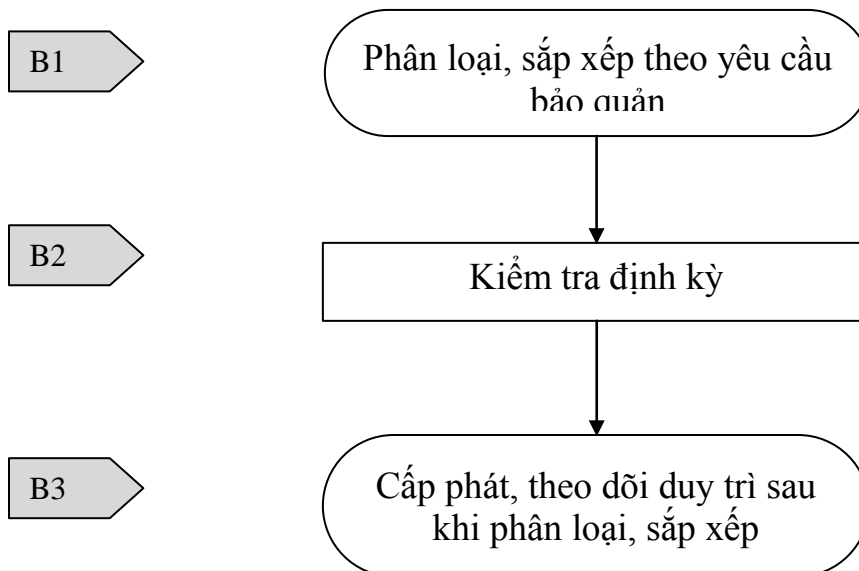 B1
Phân loại, sắp xếp theo yêu cầu
bảo quản
B2
Kiểm tra định kỳ
B3
Cấp phát, theo dõi duy trì sau
khi phân loại, sắp xếp